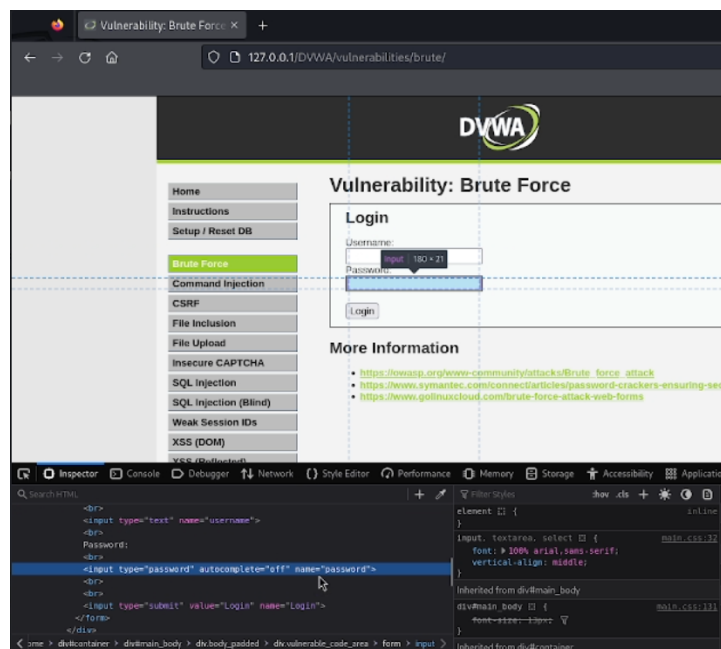 Vulnerability: Brute Force × +
127.0.0.1/DVWA/vulnerabilities/brute/
DVWA
Home
Instructions
Setup / Reset DB
Brute Force
Command Injection
CSRF
File Inclusion
File Upload
Insecure CAPTCHA
SQL Injection
SQL Injection (Blind)
Weak Session IDs
XSS (DOM)
XSS (Reflected)
Vulnerability: Brute Force
Login
Username:
input | 180 × 21
Password:
Login
More Information
https://owasp.org/www-community/attacks/Brute_force_attack
https://www.symantec.com/connect/articles/password-crackers-ensuring-sec
https://www.golinuxcloud.com/brute-force-attack-web-forms
Inspector Console Debugger Network {} Style Editor Performance Memory Storage Accessibility Applicatio
Search HTML
<br>
<input type="text" name="username">
<br>
Password:
<br>
<input type="password" autocomplete="off" name="password">
<br>
<br>
<input type="submit" value="Login" name="Login">
</form>
</div>
ome > div#container > div#main_body > div.body_padded > div.vulnerable_code_area > form > input
Filter Styles :hov .cls +
element { inline
}
input, textarea, select { main.css:32
font: 100% arial,sans-serif;
vertical-align: middle;
}
Inherited from div#main_body
div#main_body { main.css:131
font-size: 13px;
}
Inherited from div#container